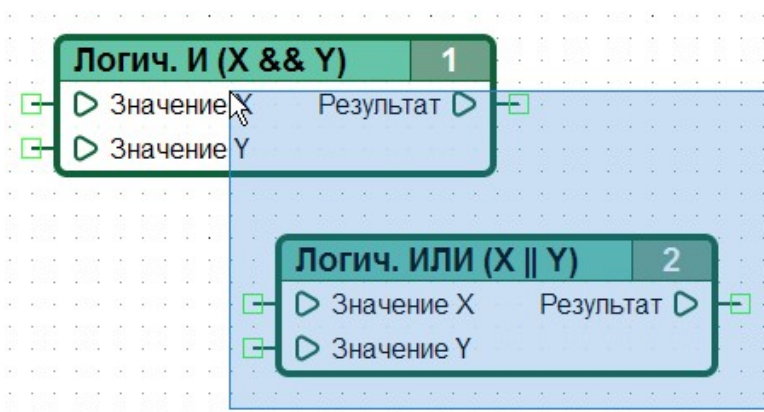 Логич. И (X && Y) 1
Значение X Результат
Значение Y
Логич. ИЛИ (X || Y) 2
Значение X Результат
Значение Y